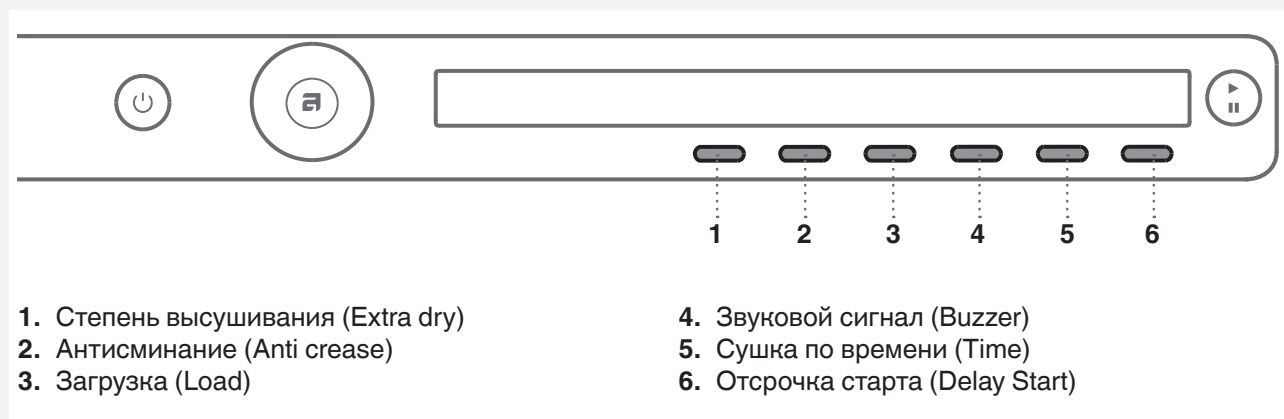 1 2 3 4 5 6
1. Степень высушивания (Extra dry)
2. Антисминание (Anti crease)
3. Загрузка (Load)
4. Звуковой сигнал (Buzzer)
5. Сушка по времени (Time)
6. Отсрочка старта (Delay Start)